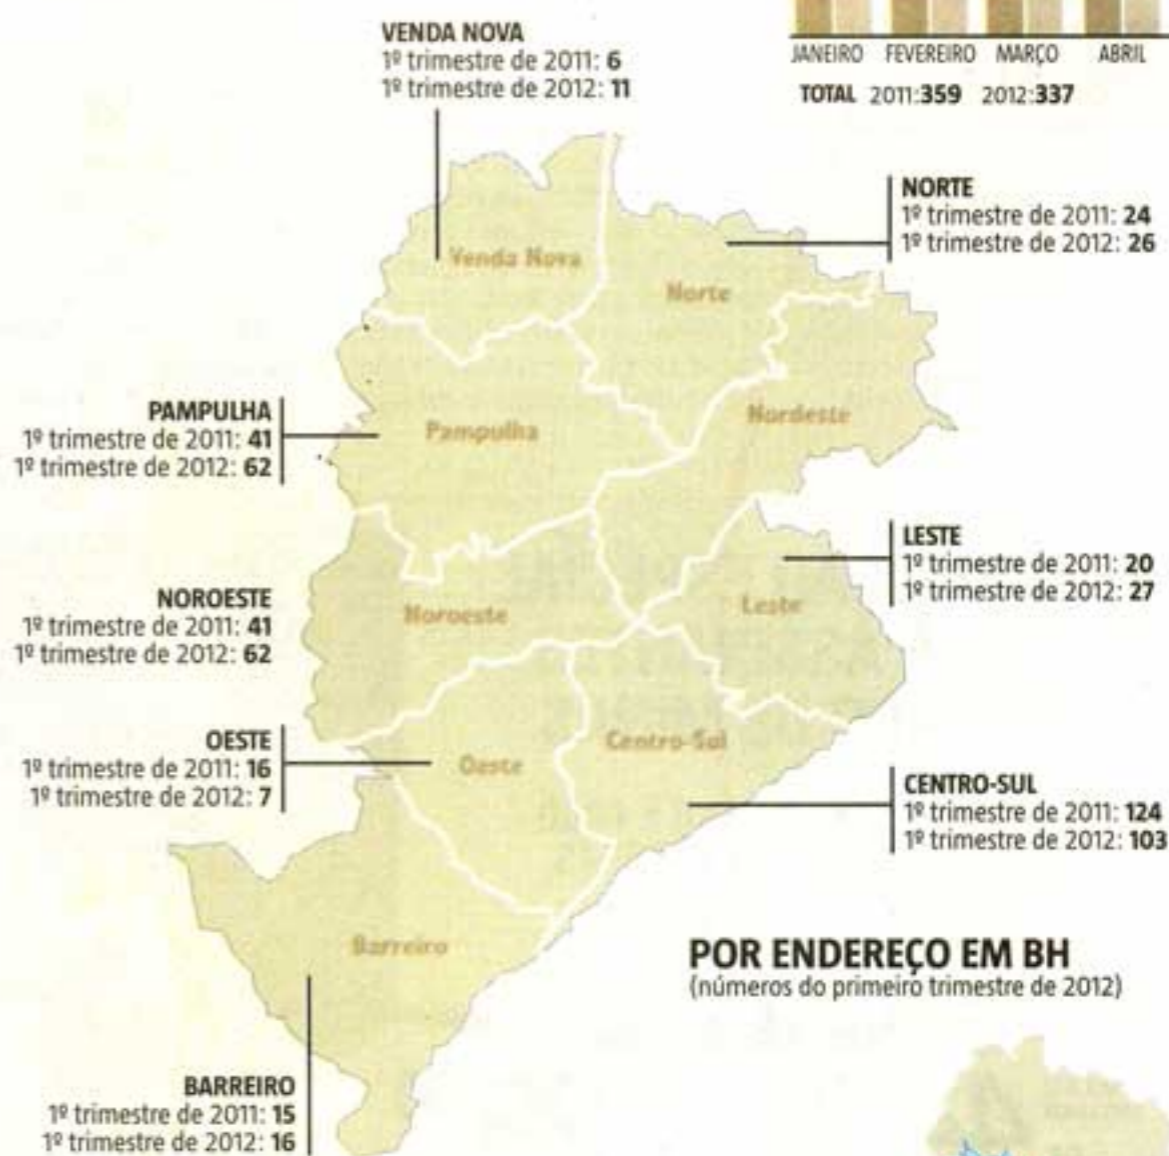 VENDA NOVA
1º trimestre de 2011: 6
1º trimestre de 2012: 11
JANEIRO FEVEREIRO MARÇO ABRIL
TOTAL 2011:359 2012:337
NORTE
1º trimestre de 2011: 24
1º trimestre de 2012: 26
Venda Nova
Norte
PAMPULHA
1º trimestre de 2011: 41
1º trimestre de 2012: 62
Pampulha
Nordeste
LESTE
1º trimestre de 2011: 20
1º trimestre de 2012: 27
NOROESTE
1º trimestre de 2011: 41
1º trimestre de 2012: 62
Noroeste
Leste
OESTE
1º trimestre de 2011: 16
1º trimestre de 2012: 7
Oeste
Centro-Sul
CENTRO-SUL
1º trimestre de 2011: 124
1º trimestre de 2012: 103
Barreiro
POR ENDEREÇO EM BH
(números do primeiro trimestre de 2012)
BARREIRO
1º trimestre de 2011: 15
1º trimestre de 2012: 16